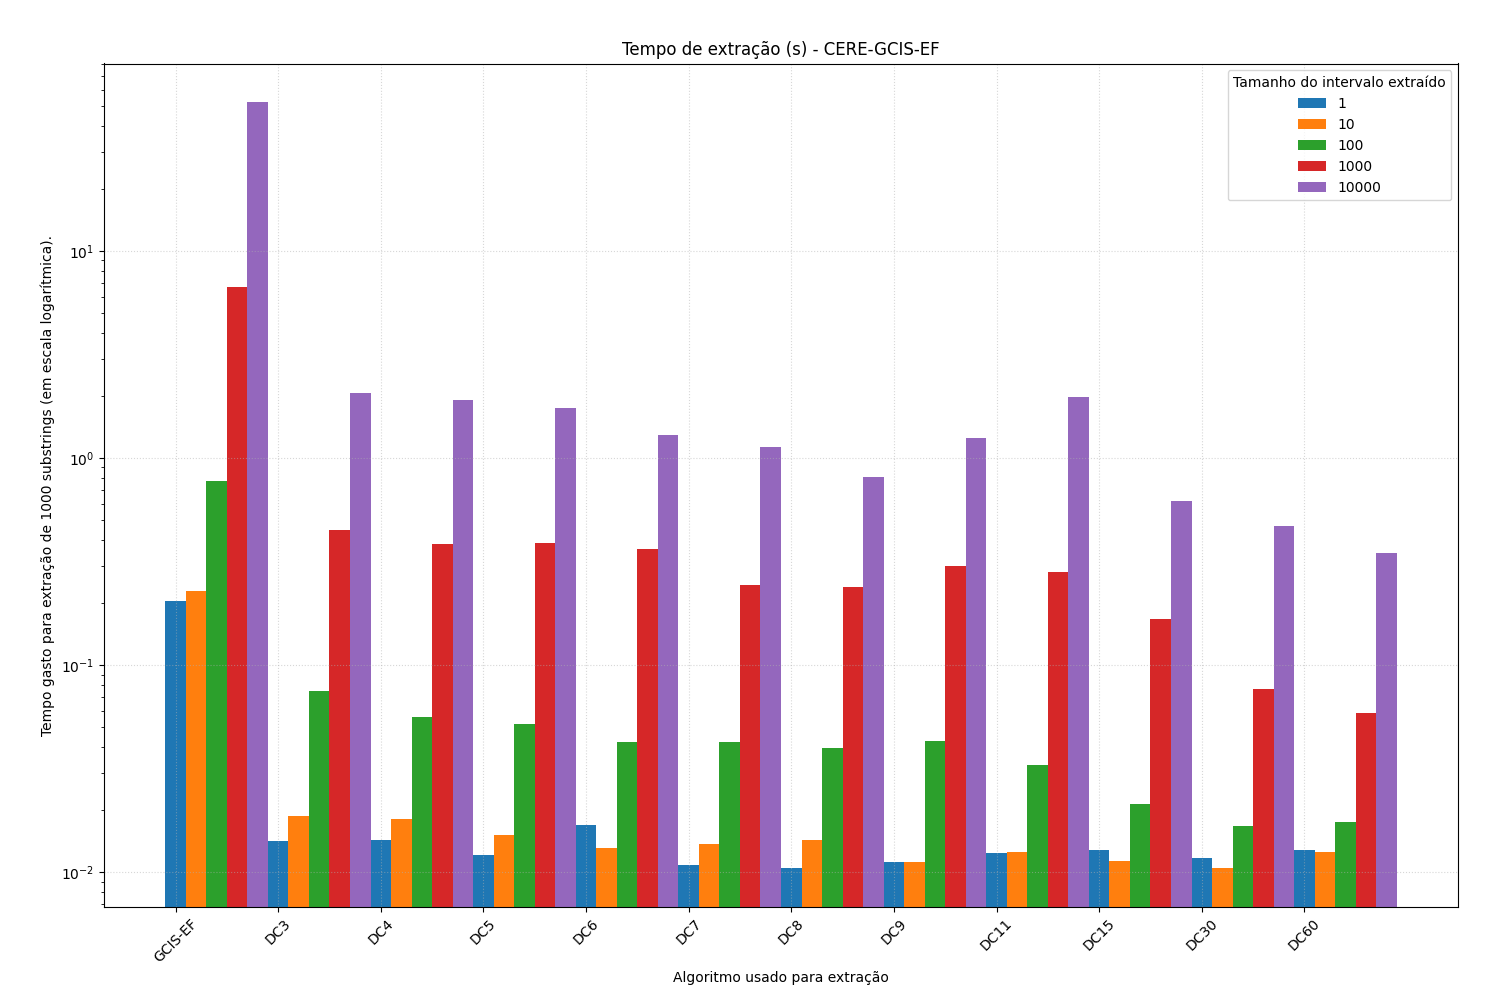 Tempo de extração (s) - CERE-GCIS-EF
Tamanho do intervalo extraído
1
10
100
1000
10000
Tempo gasto para extração de 1000 substrings (em escala logarítmica).
10¹
10⁰
10⁻¹
10⁻²
GCIS-EF
DC3
DC4
DC5
DC6
DC7
DC8
DC9
DC11
DC15
DC30
DC60
Algoritmo usado para extração